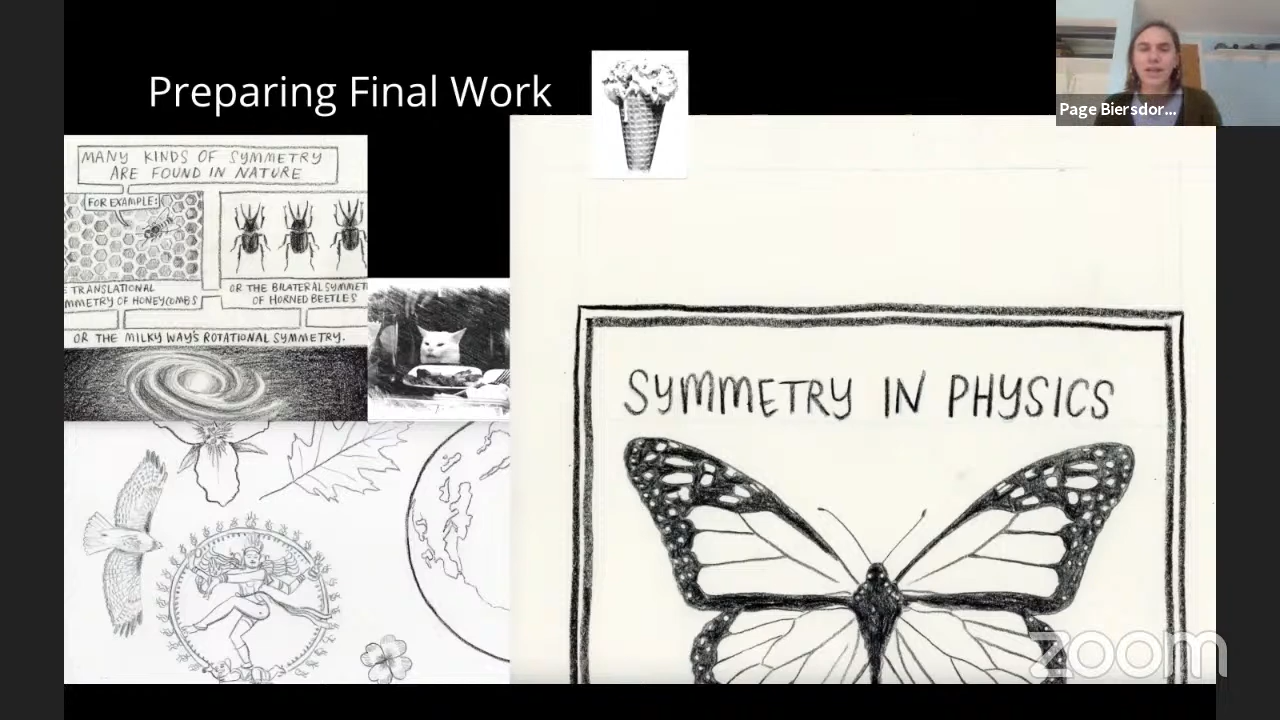 Preparing Final Work
Page Biersdor...
MANY KINDS OF SYMMETRY
ARE FOUND IN NATURE
FOR EXAMPLE:
TRANSLATIONAL
MMETRY OF HONEYCOMBS
OR THE BILATERAL SYMMET
OF HORNED BEETLES
OR THE MILKY WAY'S ROTATIONAL SYMMETRY.
SYMMETRY IN PHYSICS
zoom